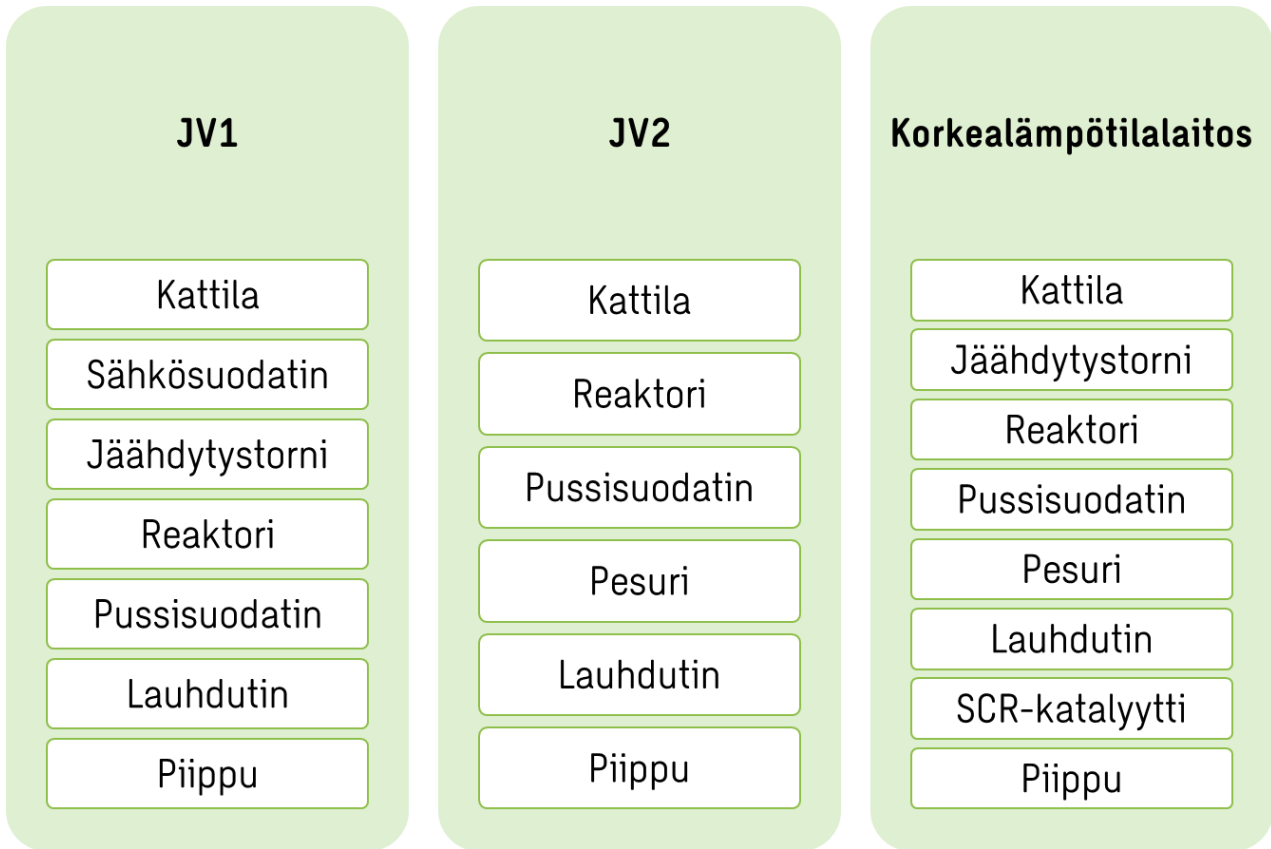 JV1
Kattila
Sähkösuodatin
Jäähdytystorni
Reaktori
Pussisuodatin
Lauhdutin
Piippu
JV2
Kattila
Reaktori
Pussisuodatin
Pesuri
Lauhdutin
Piippu
Korkealämpötilalaitos
Kattila
Jäähdytystorni
Reaktori
Pussisuodatin
Pesuri
Lauhdutin
SCR-katalyytti
Piippu